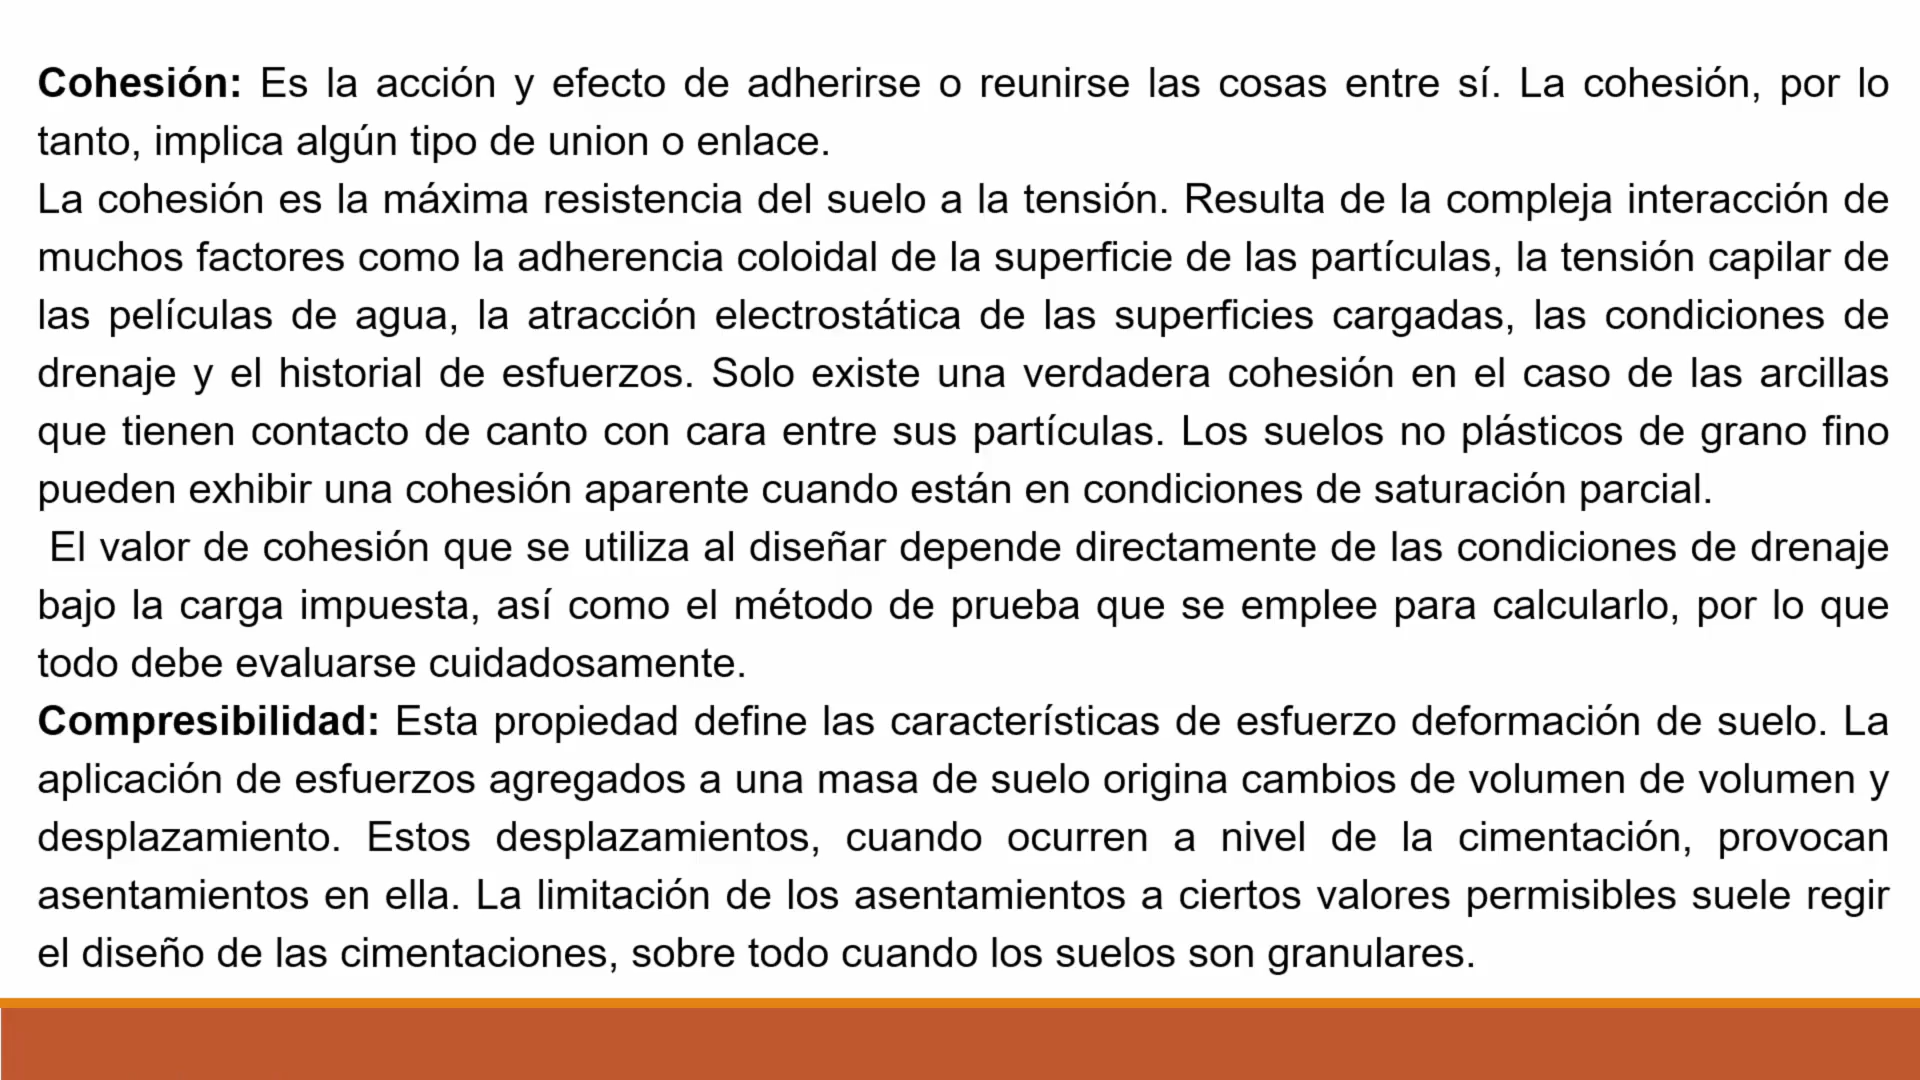 Cohesión: Es la acción y efecto de adherirse o reunirse las cosas entre sí. La cohesión, por lo
tanto, implica algún tipo de union o enlace.
La cohesión es la máxima resistencia del suelo a la tensión. Resulta de la compleja interacción de
muchos factores como la adherencia coloidal de la superficie de las partículas, la tensión capilar de
las películas de agua, la atracción electrostática de las superficies cargadas, las condiciones de
drenaje y el historial de esfuerzos. Solo existe una verdadera cohesión en el caso de las arcillas
que tienen contacto de canto con cara entre sus partículas. Los suelos no plásticos de grano fino
pueden exhibir una cohesión aparente cuando están en condiciones de saturación parcial.
El valor de cohesión que se utiliza al diseñar depende directamente de las condiciones de drenaje
bajo la carga impuesta, así como el método de prueba que se emplee para calcularlo, por lo que
todo debe evaluarse cuidadosamente.
Compresibilidad: Esta propiedad define las características de esfuerzo deformación de suelo. La
aplicación de esfuerzos agregados a una masa de suelo origina cambios de volumen de volumen y
desplazamiento. Estos desplazamientos, cuando ocurren a nivel de la cimentación, provocan
asentamientos en ella. La limitación de los asentamientos a ciertos valores permisibles suele regir
el diseño de las cimentaciones, sobre todo cuando los suelos son granulares.